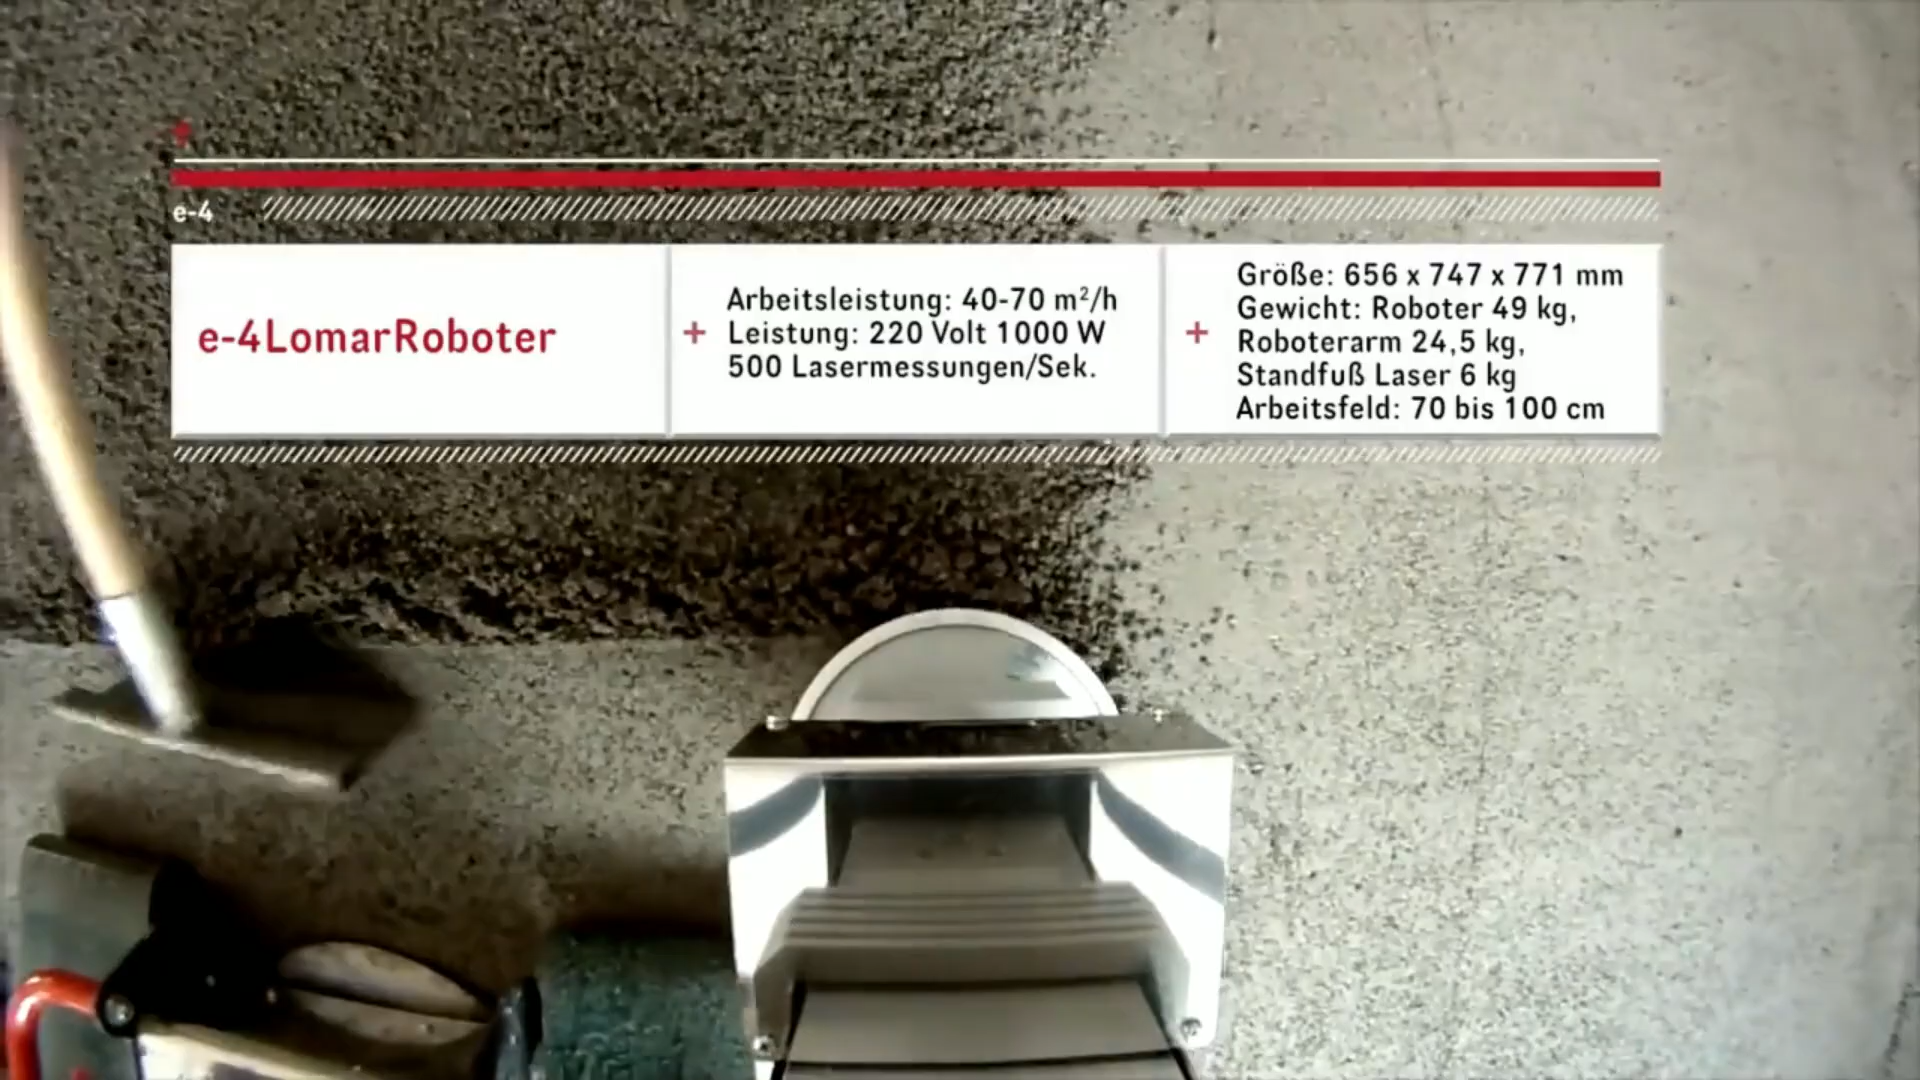 e-4
e-4LomarRoboter
+
Arbeitsleistung: 40-70 m²/h
Leistung: 220 Volt 1000 W
500 Lasermessungen/Sek.
+
Größe: 656 x 747 x 771 mm
Gewicht: Roboter 49 kg,
Roboterarm 24,5 kg,
Standfuß Laser 6 kg
Arbeitsfeld: 70 bis 100 cm